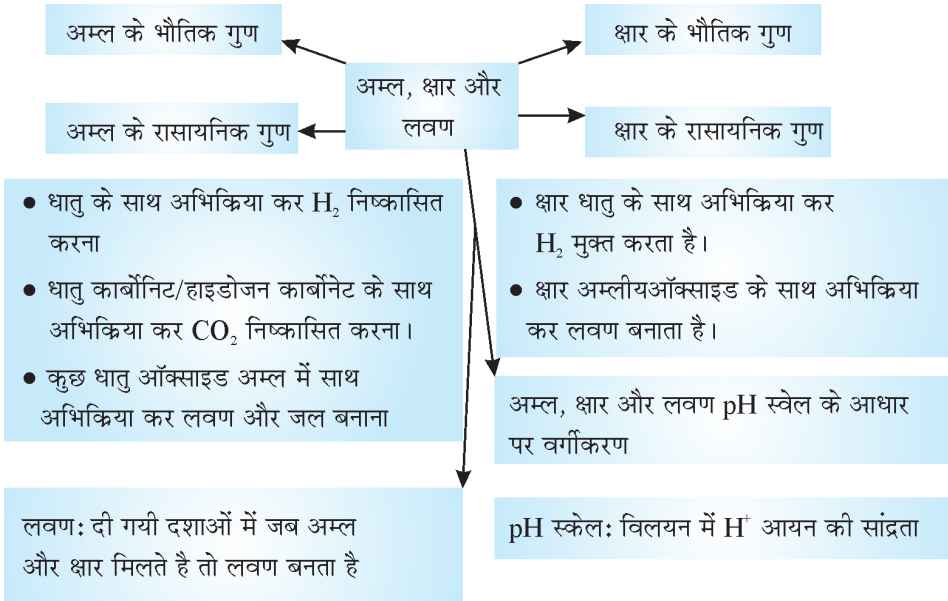 अम्ल के भौतिक गुण
क्षार के भौतिक गुण
अम्ल, क्षार और
लवण
अम्ल के रासायनिक गुण
क्षार के रासायनिक गुण
• धातु के साथ अभिक्रिया कर H₂ निष्कासित
करना
• धातु कार्बोनिट/हाइडोजन कार्बोनेट के साथ
अभिक्रिया कर CO₂ निष्कासित करना।
• कुछ धातु ऑक्साइड अम्ल में साथ
अभिक्रिया कर लवण और जल बनाना
• क्षार धातु के साथ अभिक्रिया कर
H₂ मुक्त करता है।
• क्षार अम्लीयऑक्साइड के साथ अभिक्रिया
कर लवण बनाता है।
अम्ल, क्षार और लवण pH स्वेल के आधार
पर वर्गीकरण
लवण: दी गयी दशाओं में जब अम्ल
और क्षार मिलते है तो लवण बनता है
pH स्केल: विलयन में H⁺ आयन की सांद्रता